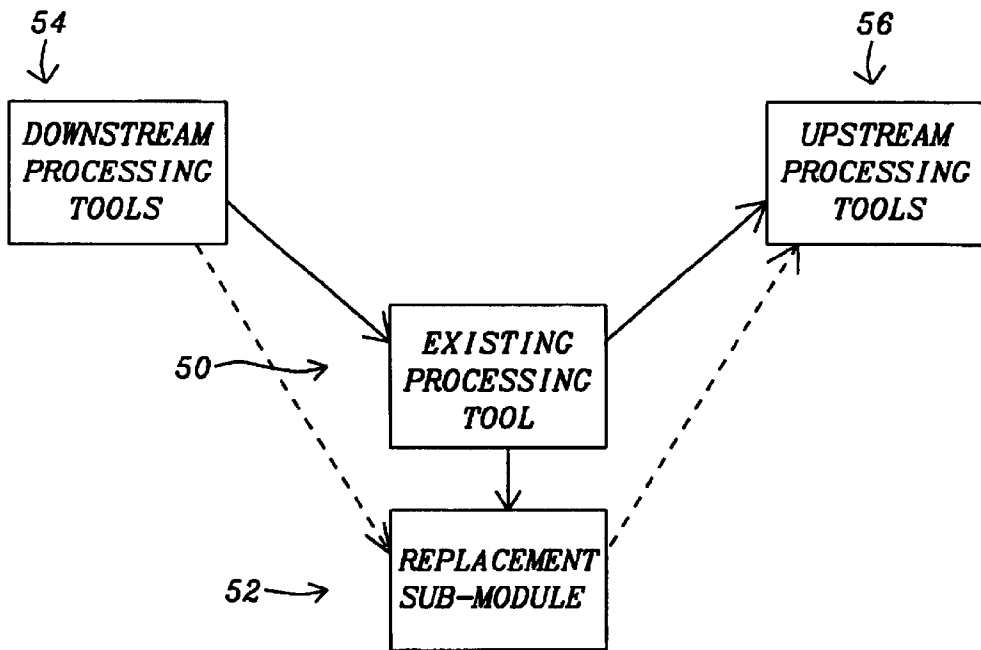 54
56
DOWNSTREAM
PROCESSING
TOOLS
UPSTREAM
PROCESSING
TOOLS
50
EXISTING
PROCESSING
TOOL
52
REPLACEMENT
SUB-MODULE